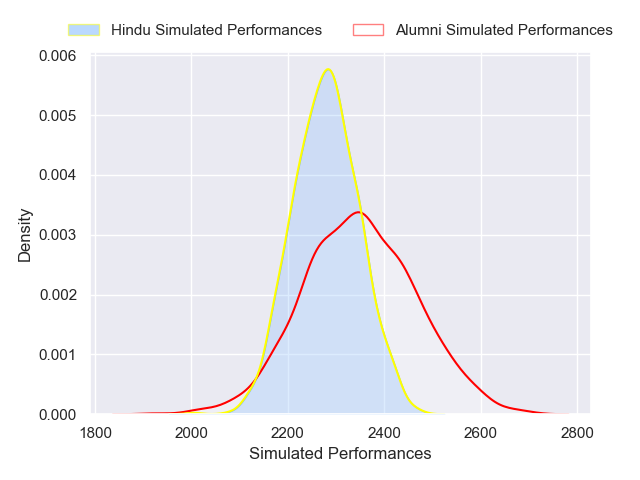 Hindu Simulated Performances Alumni Simulated Performances
0.006
0.005
0.004
0.003
0.002
0.001
0.000
Density
1800 2000 2200 2400 2600 2800
Simulated Performances